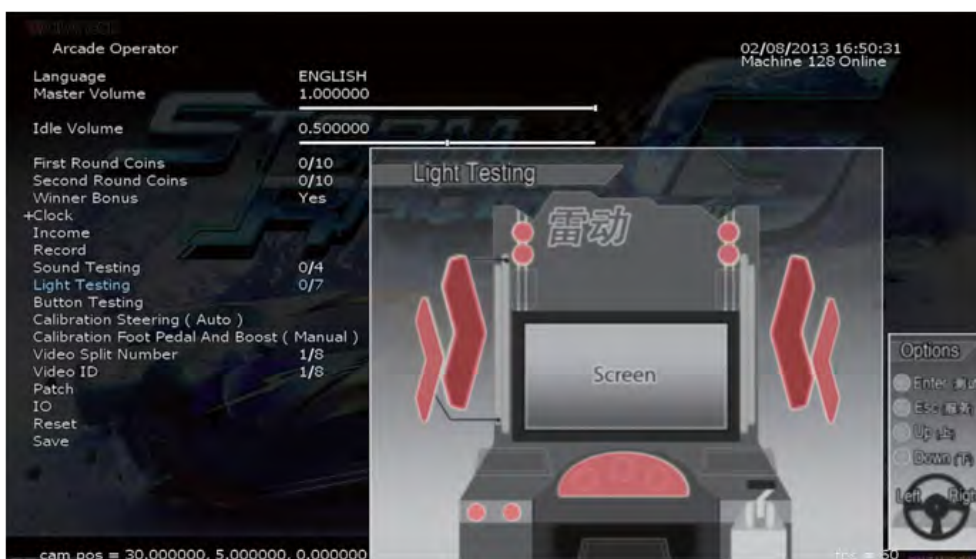 Arcade Operator
02/08/2013 16:50:31
Machine 128 Online
Language ENGLISH
Master Volume 1.000000
Idle Volume 0.500000
First Round Coins 0/10
Second Round Coins 0/10
Winner Bonus Yes
+Clock
Income
Record
Sound Testing 0/4
Light Testing 0/7
Button Testing
Calibration Steering ( Auto )
Calibration Foot Pedal And Boost ( Manual )
Video Split Number 1/8
Video ID 1/8
Patch
IO
Reset
Save
Light Testing
雷动
Screen
Options
Enter
Esc
Up (上)
Down (下)
Left
cam pos = 30.000000, 5.000000, 0.000000